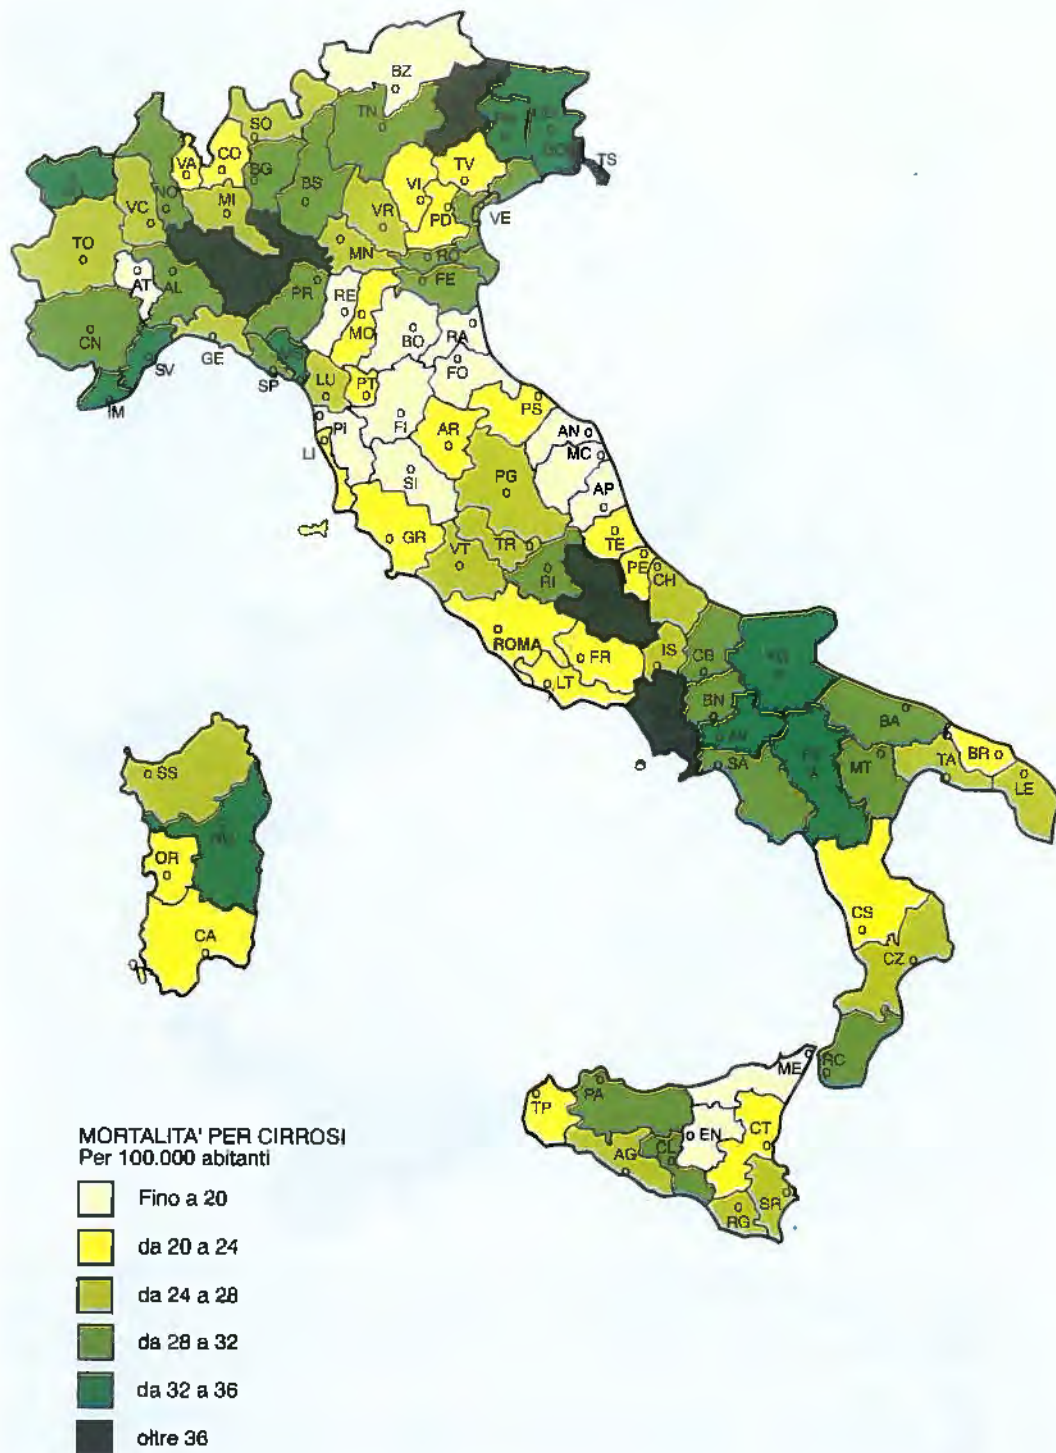 BZ
TN
SO
VA
CO
BG
BS
TV
VI
PD
TS
VE
NO
VC
MI
VR
TO
MN
RO
FE
AT
AL
PR
RE
MO
BO
RA
FO
CN
SV
GE
SP
IM
LU
PT
PS
Pi
Fi
AR
AN
MC
LI
SI
PG
AP
GR
VT
TR
TE
RI
PE
CH
ROMA
FR
IS
CB
LT
BN
BA
AV
SA
MT
TA
BR
LE
SS
OR
CA
CS
CZ
ME
RC
TP
PA
EN
CT
CL
AG
RG
SR
MORTALITA' PER CIRROSI
Per 100.000 abitanti
Fino a 20
da 20 a 24
da 24 a 28
da 28 a 32
da 32 a 36
oltre 36